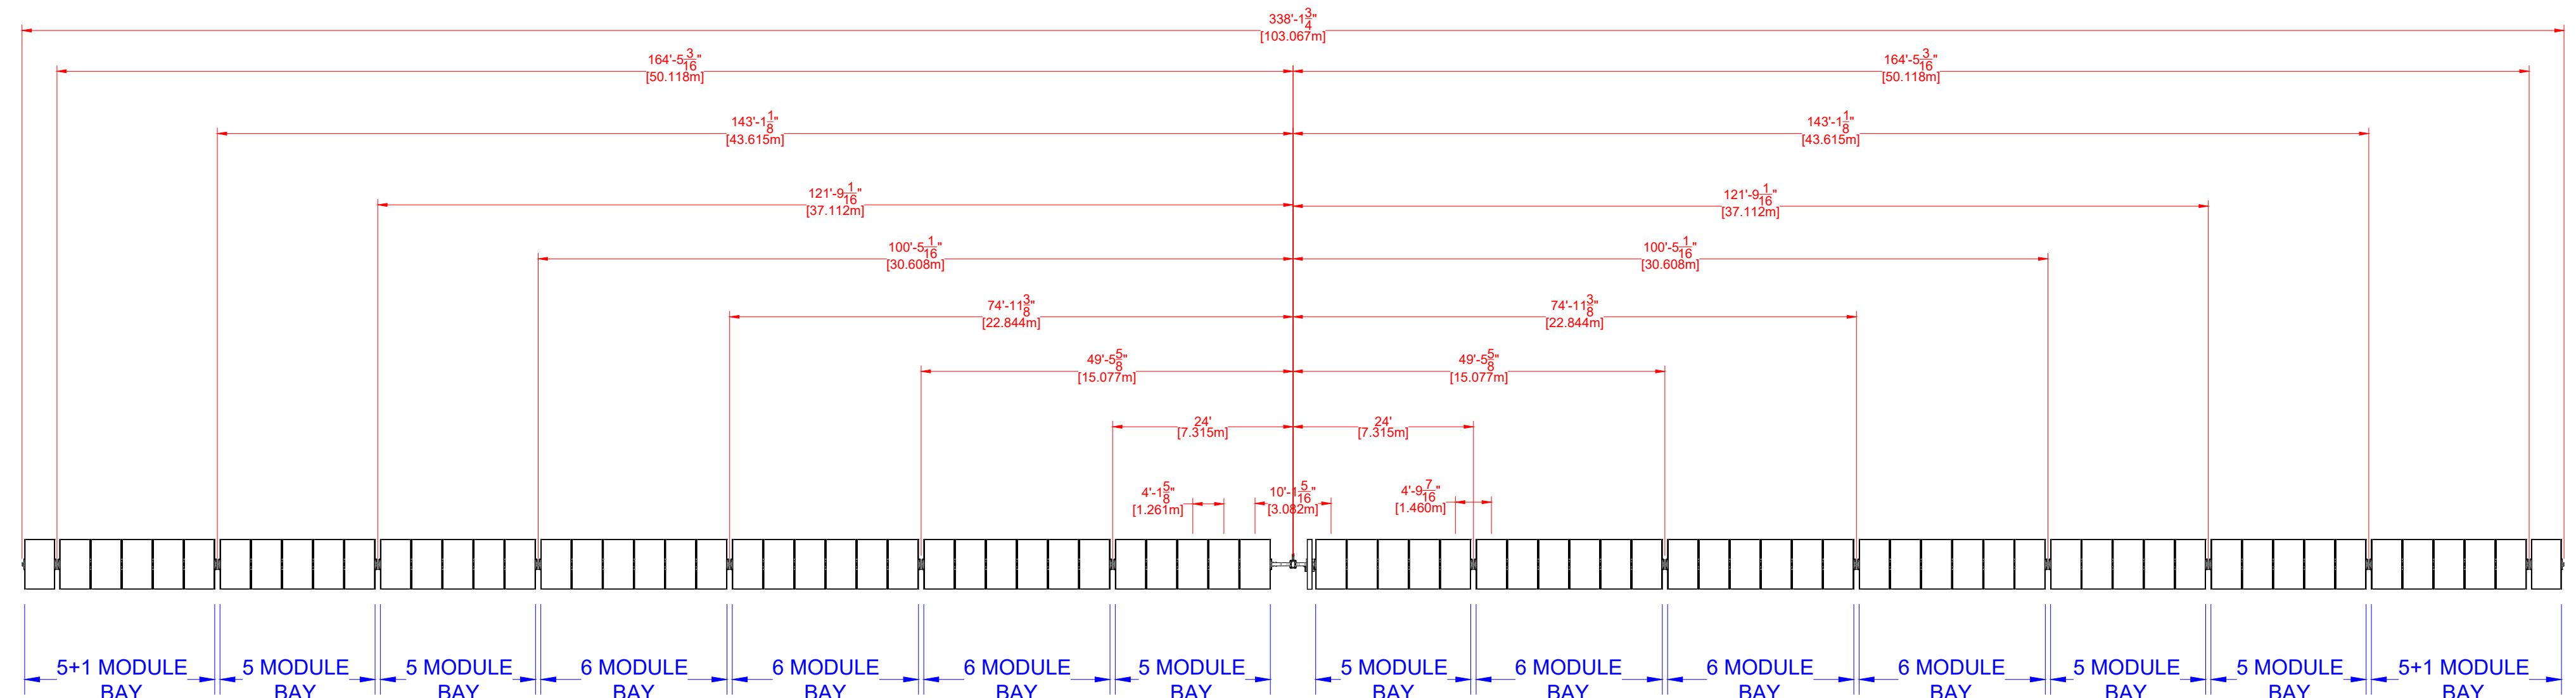 338'-1 3/4"
[103.067m]
164'-5 3/16"
[50.118m]
164'-5 3/16"
[50.118m]
143'-1 1/8"
[43.615m]
143'-1 1/8"
[43.615m]
121'-9 1/16"
[37.112m]
121'-9 1/16"
[37.112m]
100'-5 1/16"
[30.608m]
100'-5 1/16"
[30.608m]
74'-11 3/8"
[22.844m]
74'-11 3/8"
[22.844m]
49'-5 5/8"
[15.077m]
49'-5 5/8"
[15.077m]
24'
[7.315m]
24'
[7.315m]
4'-1 5/8"
[1.261m]
10'-1 5/16"
[3.082m]
4'-9 7/16"
[1.460m]
5+1 MODULE
BAY
5 MODULE
BAY
5 MODULE
BAY
6 MODULE
BAY
6 MODULE
BAY
6 MODULE
BAY
5 MODULE
BAY
5 MODULE
BAY
6 MODULE
BAY
6 MODULE
BAY
6 MODULE
BAY
5 MODULE
BAY
5 MODULE
BAY
5+1 MODULE
BAY